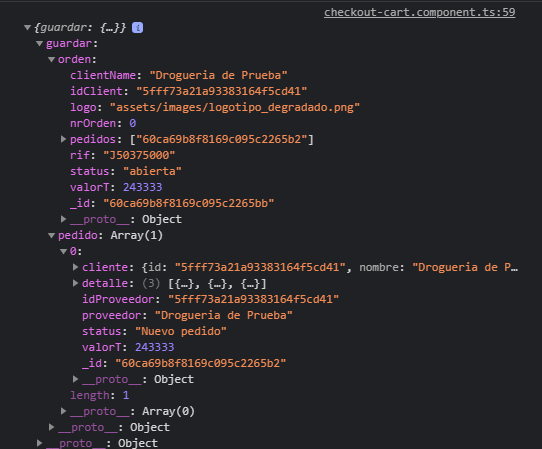 checkout-cart.component.ts:59
▼ {guardar: {…}} i
▼ guardar:
▼ orden:
clientName: "Drogueria de Prueba"
idClient: "5fff73a21a93383164f5cd41"
logo: "assets/images/logotipo_degradado.png"
nrOrden: 0
▶ pedidos: ["60ca69b8f8169c095c2265b2"]
rif: "J50375000"
status: "abierta"
valorT: 243333
_id: "60ca69b8f8169c095c2265bb"
▶ __proto__: Object
▼ pedido: Array(1)
▼ 0:
▶ cliente: {id: "5fff73a21a93383164f5cd41", nombre: "Drogueria de P…
▶ detalle: (3) [{…}, {…}, {…}]
idProveedor: "5fff73a21a93383164f5cd41"
proveedor: "Drogueria de Prueba"
status: "Nuevo pedido"
valorT: 243333
_id: "60ca69b8f8169c095c2265b2"
▶ __proto__: Object
length: 1
▶ __proto__: Array(0)
▶ __proto__: Object
▶ __proto__: Object